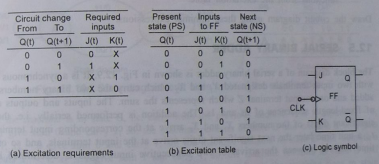 Circuit change Required
From To inputs
Q(t) Q(t+1) J(t) K(t)
0 0 0 X
0 1 1 X
1 0 X 1
1 1 X 0
(a) Excitation requirements
Present Inputs Next
state (PS) to FF state (NS)
Q(t) J(t) K(t) Q(t+1)
0 0 0 0
0 0 1 0
0 1 0 1
0 1 1 1
1 0 0 1
1 0 1 0
1 1 0 1
1 1 1 0
(b) Excitation table
J Q
FF
CLK
K Q̅
(c) Logic symbol